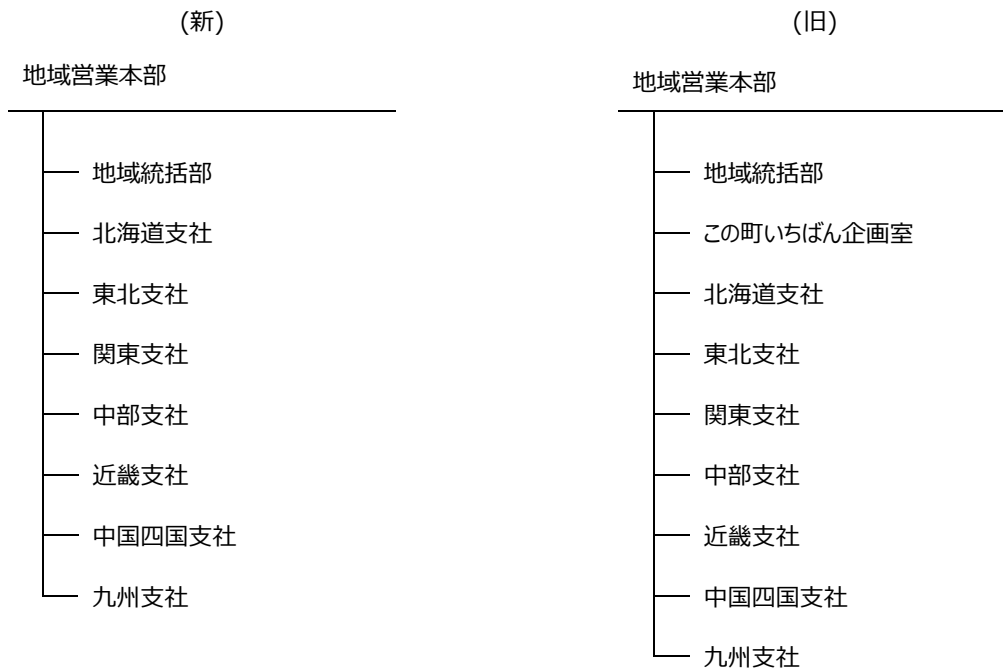 (新)
地域営業本部
地域統括部
北海道支社
東北支社
関東支社
中部支社
近畿支社
中国四国支社
九州支社
(旧)
地域営業本部
地域統括部
この町いちばん企画室
北海道支社
東北支社
関東支社
中部支社
近畿支社
中国四国支社
九州支社